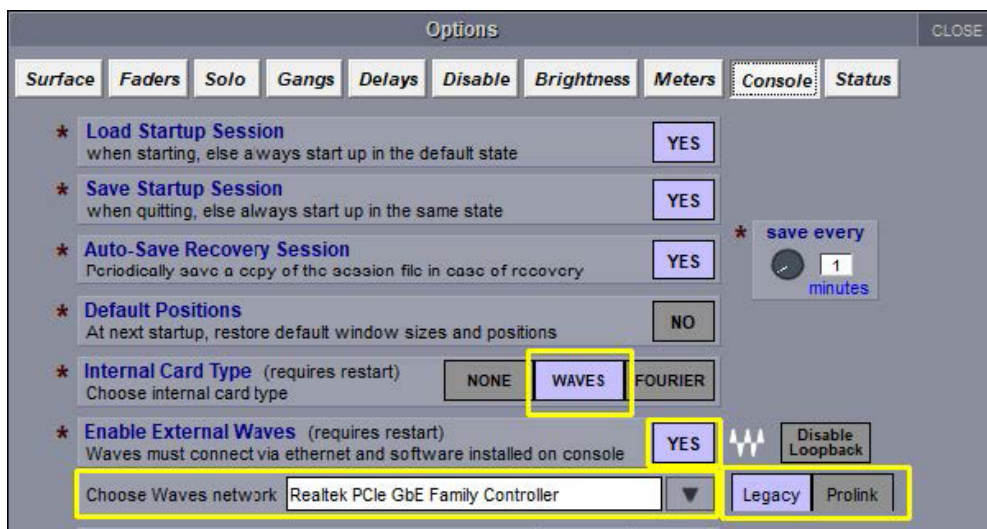 Options
CLOSE
Surface Faders Solo Gangs Delays Disable Brightness Meters Console Status
* Load Startup Session
when starting, else always start up in the default state
YES
* Save Startup Session
when quitting, else always start up in the same state
YES
* Auto-Save Recovery Session
Periodically save a copy of the session file in case of recovery
YES
* save every
1
minutes
* Default Positions
At next startup, restore default window sizes and positions
NO
* Internal Card Type (requires restart)
Choose internal card type
NONE WAVES FOURIER
* Enable External Waves (requires restart)
Waves must connect via ethernet and software installed on console
YES
Disable
Loopback
Choose Waves network Realtek PCIe GbE Family Controller
Legacy Prolink